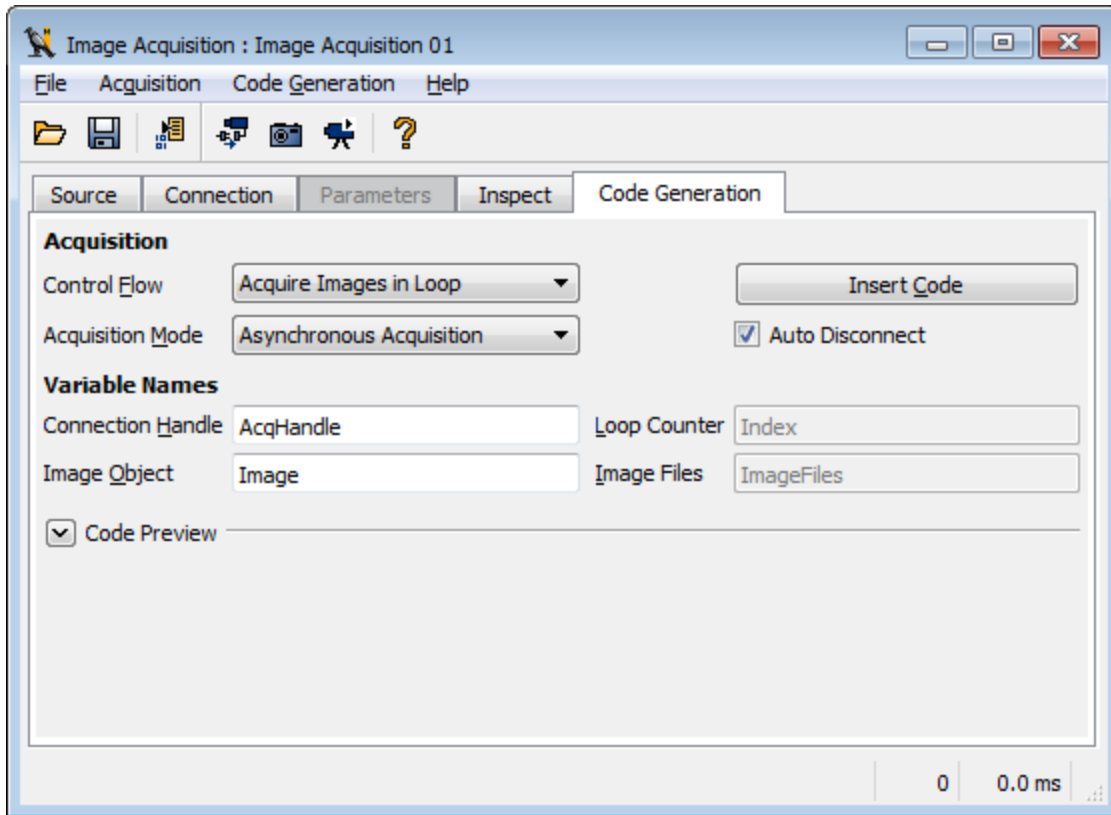 Image Acquisition : Image Acquisition 01
File Acquisition Code Generation Help
Source Connection Parameters Inspect Code Generation
Acquisition
Control Flow Acquire Images in Loop Insert Code
Acquisition Mode Asynchronous Acquisition Auto Disconnect
Variable Names
Connection Handle AcqHandle Loop Counter Index
Image Object Image Image Files ImageFiles
Code Preview
0 0.0 ms